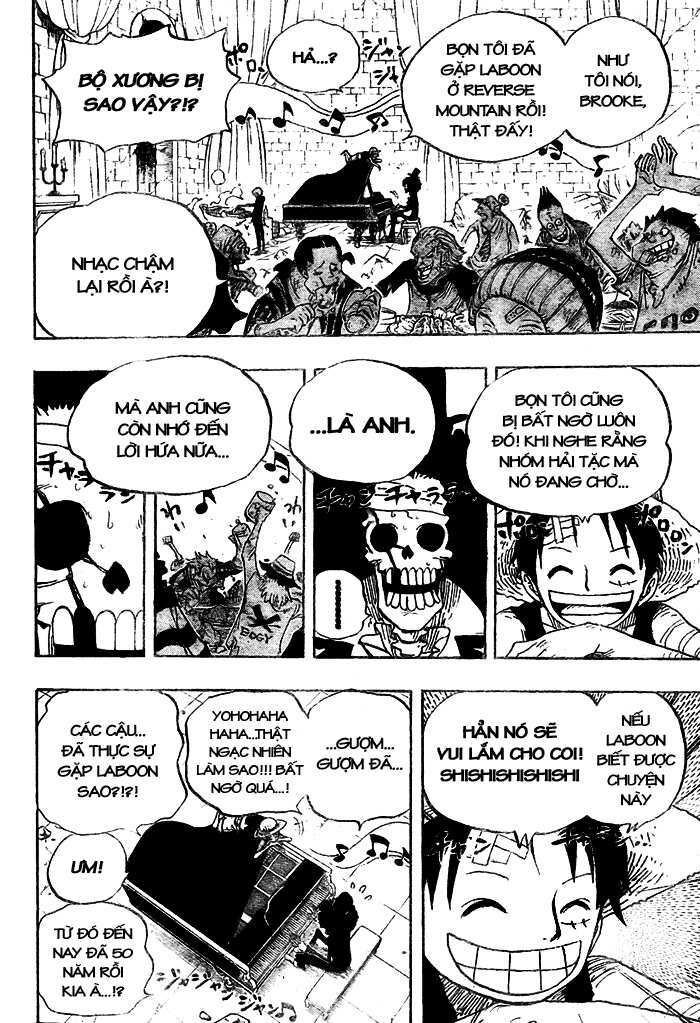 NHƯ
TÔI NÓI,
BROOKE,
BỌN TÔI ĐÃ
GẶP LABOON
Ở REVERSE
MOUNTAIN RỒI!
THẬT ĐẤY!
HẢ...?
BỘ XƯƠNG BỊ
SAO VẬY?!?
NHẠC CHẬM
LẠI RỒI À?!
BỌN TÔI CŨNG
BỊ BẤT NGỜ LUÔN
ĐÓ! KHI NGHE RẰNG
NHÓM HẢI TẶC MÀ
NÓ ĐANG CHỜ...
...LÀ ANH.
MÀ ANH CŨNG
CÒN NHỚ ĐẾN
LỜI HỨA NỮA...
BOGY
NẾU
LABOON
BIẾT ĐƯỢC
CHUYỆN
NÀY
HẲN NÓ SẼ
VUI LẮM CHO COI!
SHISHISHISHISHI
...GƯỢM...
GƯỢM ĐÃ...
YOHOHAHA
HAHA...THẬT
NGẠC NHIÊN
LÀM SAO!!! BẤT
NGỜ QUÁ...!
CÁC CẬU...
ĐÃ THỰC SỰ
GẶP LABOON
SAO?!?!
ƯM!
TỪ ĐÓ ĐẾN
NAY ĐÃ 50
NĂM RỒI
KIA À...!?